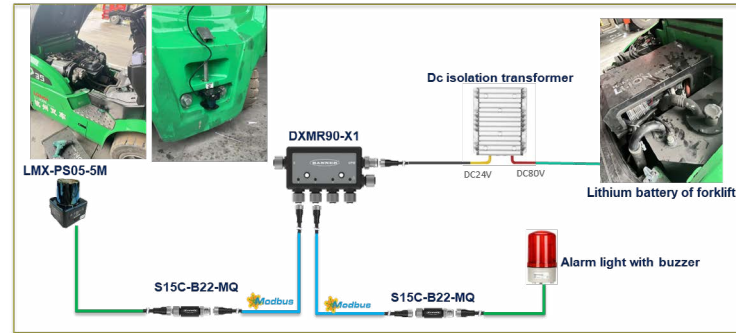 Dc isolation transformer
DXMR90-X1
LMX-PS05-5M
DC24V
DC80V
Lithium battery of forklift
Alarm light with buzzer
S15C-B22-MQ
Modbus
Modbus
S15C-B22-MQ